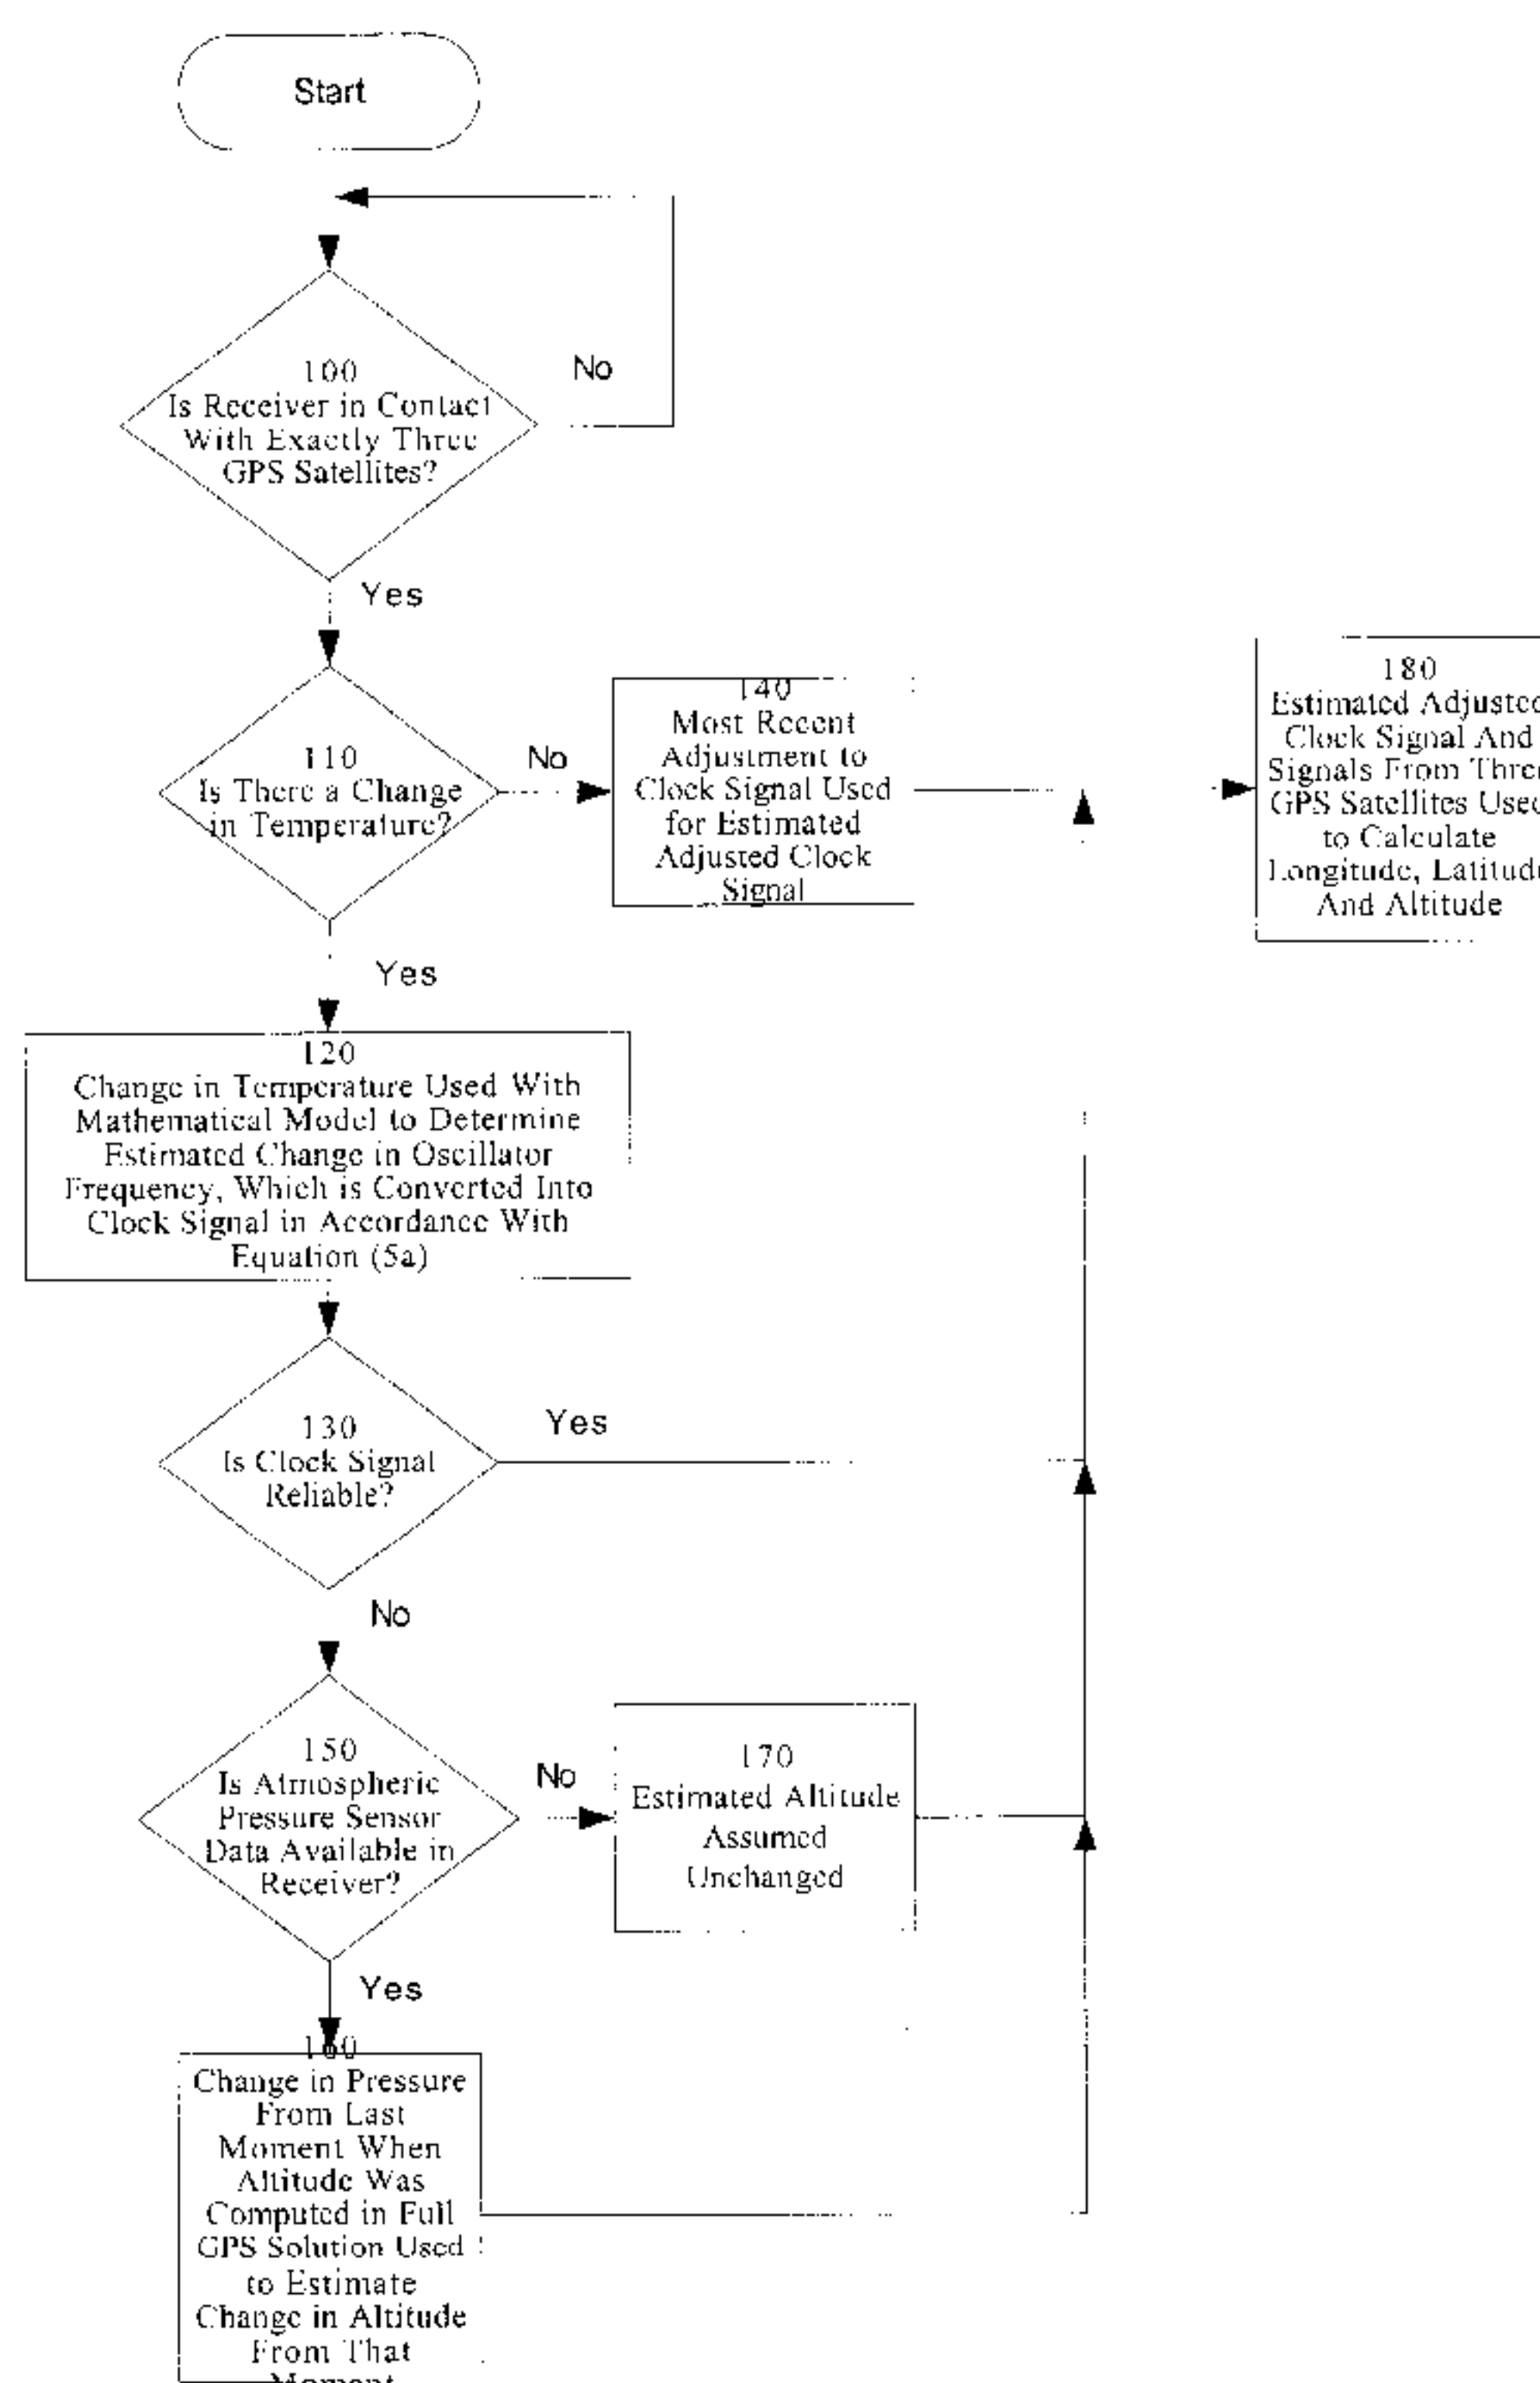 Start
No
100
Is Receiver in Contact
With Exactly Three
GPS Satellites?
Yes
110
Is There a Change
in Temperature?
No
140
Most Recent
Adjustment to
Clock Signal Used
for Estimated
Adjusted Clock
Signal
180
Estimated Adjusted
Clock Signal And
Signals From Three
GPS Satellites Used
to Calculate
Longitude, Latitude
And Altitude
Yes
120
Change in Temperature Used With
Mathematical Model to Determine
Estimated Change in Oscillator
Frequency, Which is Converted Into
Clock Signal in Accordance With
Equation (5a)
130
Is Clock Signal
Reliable?
Yes
No
150
Is Atmospheric
Pressure Sensor
Data Available in
Receiver?
No
170
Estimated Altitude
Assumed
Unchanged
Yes
160
Change in Pressure
From Last
Moment When
Altitude Was
Computed in Full
GPS Solution Used
to Estimate
Change in Altitude
From That
Moment